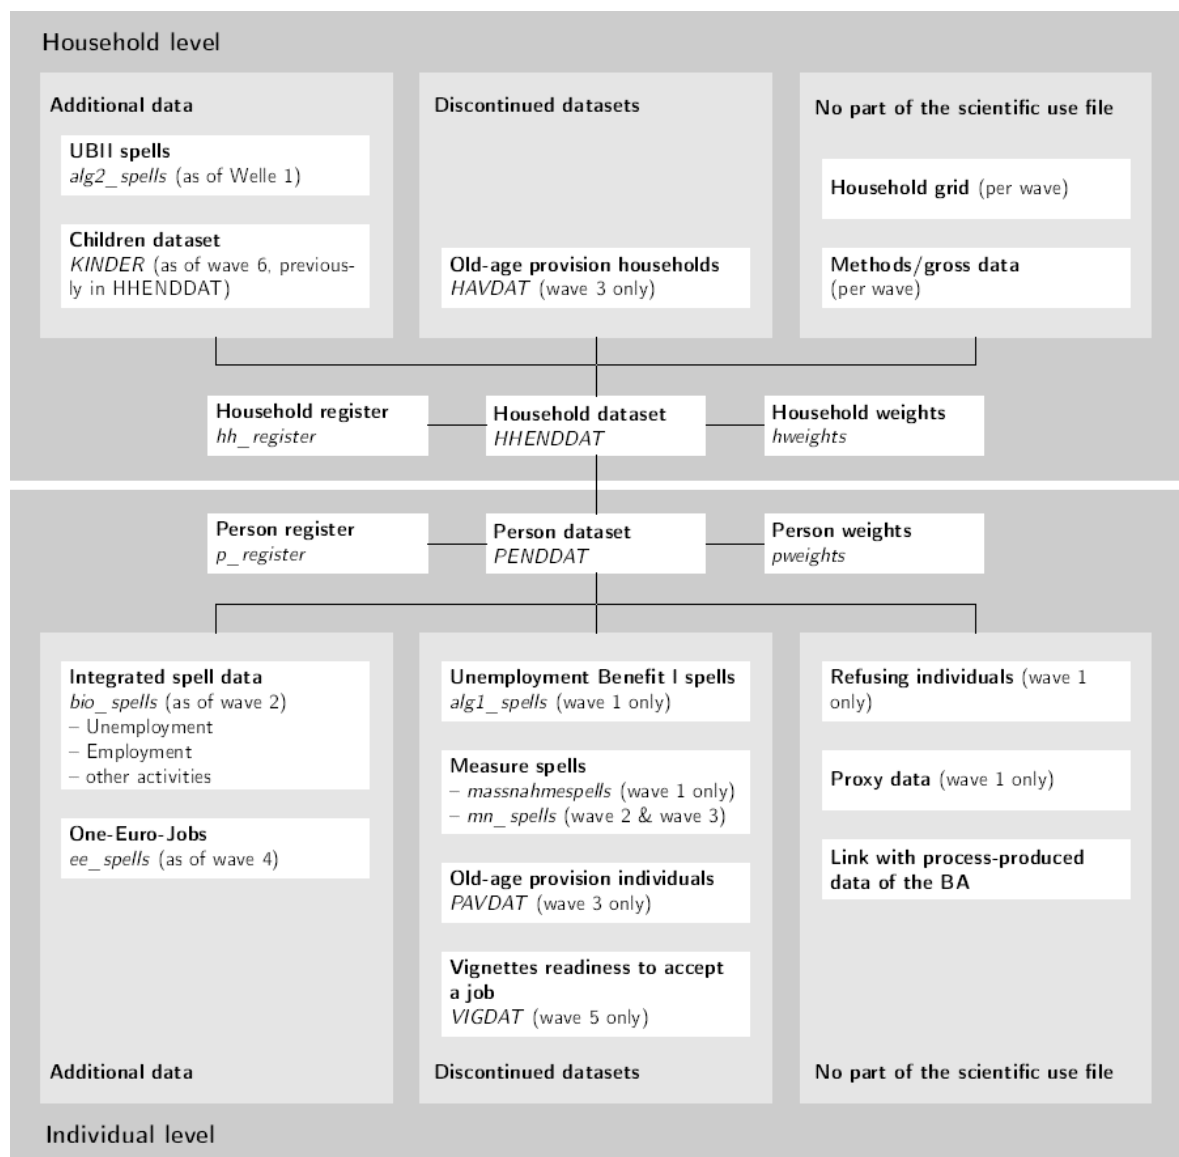 Household level
Additional data
UBII spells
alg2_spells (as of Welle 1)
Children dataset
KINDER (as of wave 6, previous-
ly in HHENDDAT)
Discontinued datasets
Old-age provision households
HAVDAT (wave 3 only)
No part of the scientific use file
Household grid (per wave)
Methods/gross data
(per wave)
Household register
hh_register
Household dataset
HHENDDAT
Household weights
hweights
Person register
p_register
Person dataset
PENDDAT
Person weights
pweights
Integrated spell data
bio_spells (as of wave 2)
– Unemployment
– Employment
– other activities
One-Euro-Jobs
ee_spells (as of wave 4)
Additional data
Unemployment Benefit I spells
alg1_spells (wave 1 only)
Measure spells
– massnahmespells (wave 1 only)
– mn_spells (wave 2 & wave 3)
Old-age provision individuals
PAVDAT (wave 3 only)
Vignettes readiness to accept
a job
VIGDAT (wave 5 only)
Discontinued datasets
Refusing individuals (wave 1
only)
Proxy data (wave 1 only)
Link with process-produced
data of the BA
No part of the scientific use file
Individual level